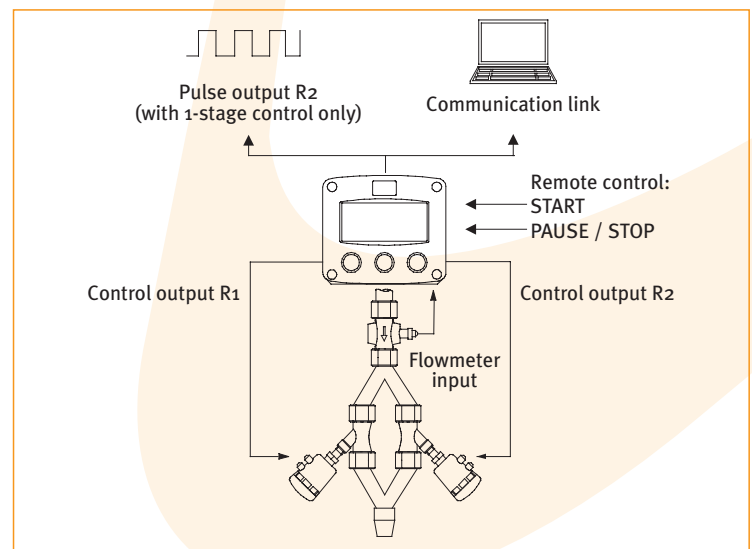 Pulse output R2
(with 1-stage control only)
Communication link
Remote control:
START
PAUSE / STOP
Control output R1
Control output R2
Flowmeter
input